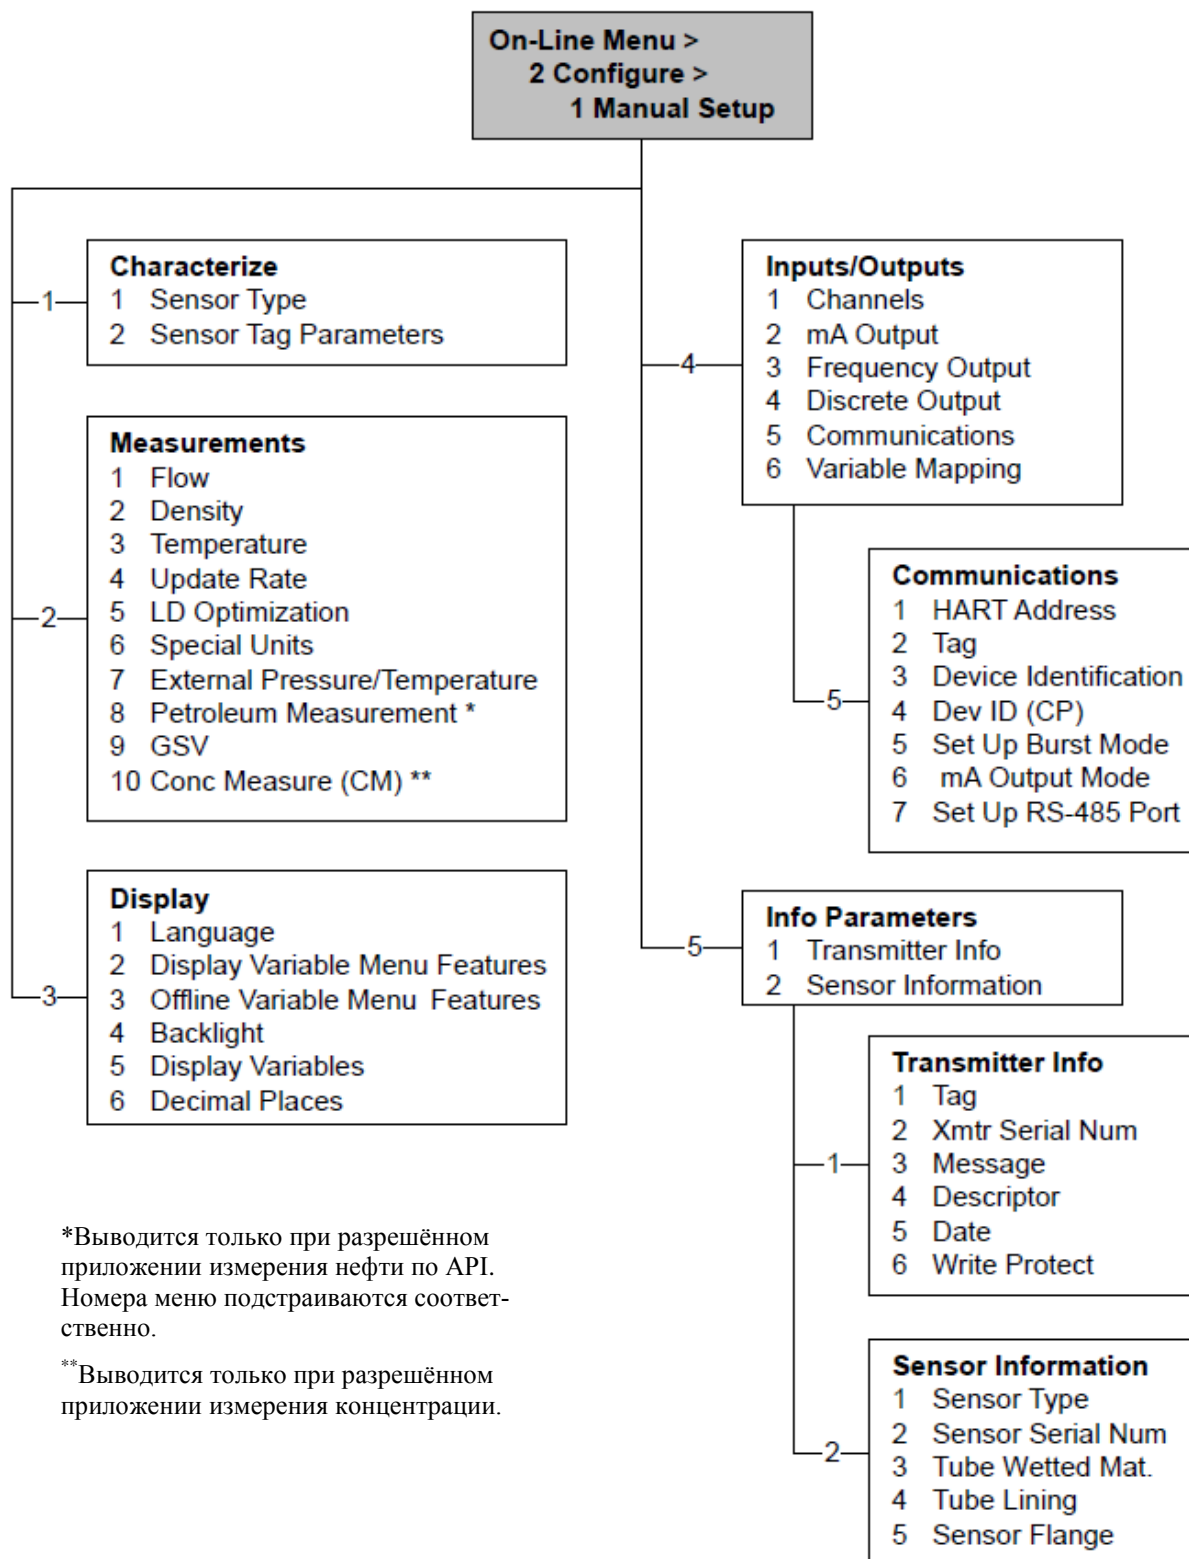 On-Line Menu >
2 Configure >
1 Manual Setup
1
Characterize
1 Sensor Type
2 Sensor Tag Parameters
2
Measurements
1 Flow
2 Density
3 Temperature
4 Update Rate
5 LD Optimization
6 Special Units
7 External Pressure/Temperature
8 Petroleum Measurement *
9 GSV
10 Conc Measure (CM) **
3
Display
1 Language
2 Display Variable Menu Features
3 Offline Variable Menu Features
4 Backlight
5 Display Variables
6 Decimal Places
4
Inputs/Outputs
1 Channels
2 mA Output
3 Frequency Output
4 Discrete Output
5 Communications
6 Variable Mapping
5
Communications
1 HART Address
2 Tag
3 Device Identification
4 Dev ID (CP)
5 Set Up Burst Mode
6 mA Output Mode
7 Set Up RS-485 Port
5
Info Parameters
1 Transmitter Info
2 Sensor Information
1
Transmitter Info
1 Tag
2 Xmtr Serial Num
3 Message
4 Descriptor
5 Date
6 Write Protect
2
Sensor Information
1 Sensor Type
2 Sensor Serial Num
3 Tube Wetted Mat.
4 Tube Lining
5 Sensor Flange
*Выводится только при разрешённом
приложении измерения нефти по API.
Номера меню подстраиваются соответ-
ственно.
**Выводится только при разрешённом
приложении измерения концентрации.